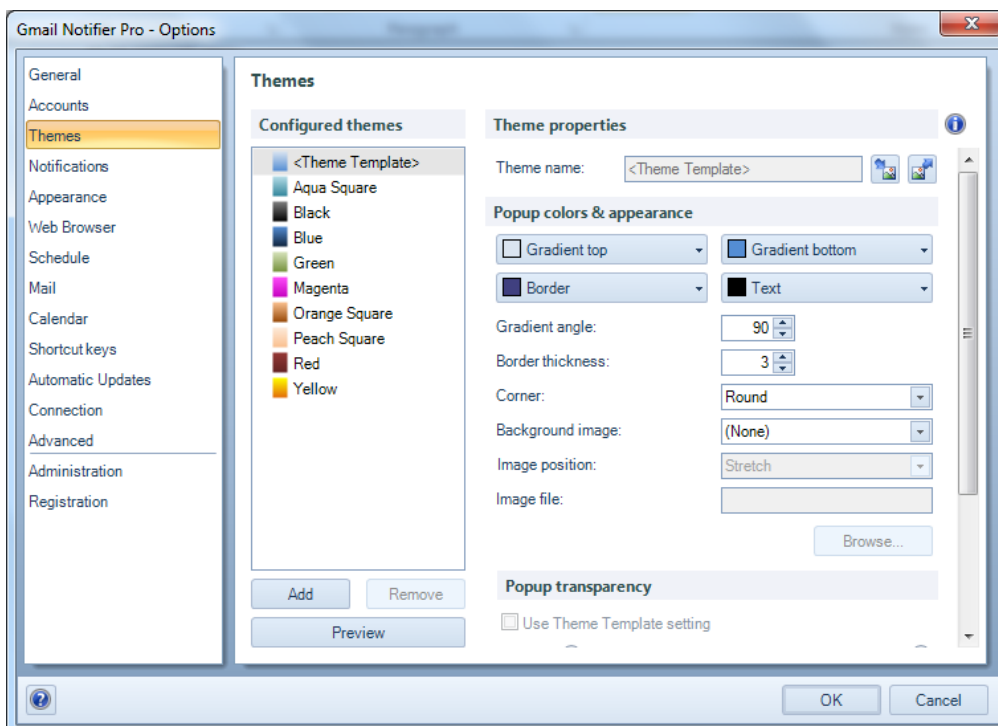 Gmail Notifier Pro - Options
General
Accounts
Themes
Notifications
Appearance
Web Browser
Schedule
Mail
Calendar
Shortcut keys
Automatic Updates
Connection
Advanced
Administration
Registration
Themes
Configured themes
<Theme Template>
Aqua Square
Black
Blue
Green
Magenta
Orange Square
Peach Square
Red
Yellow
Add Remove
Preview
Theme properties
Theme name: <Theme Template>
Popup colors & appearance
Gradient top Gradient bottom
Border Text
Gradient angle: 90
Border thickness: 3
Corner: Round
Background image: (None)
Image position: Stretch
Image file:
Browse...
Popup transparency
Use Theme Template setting
OK Cancel